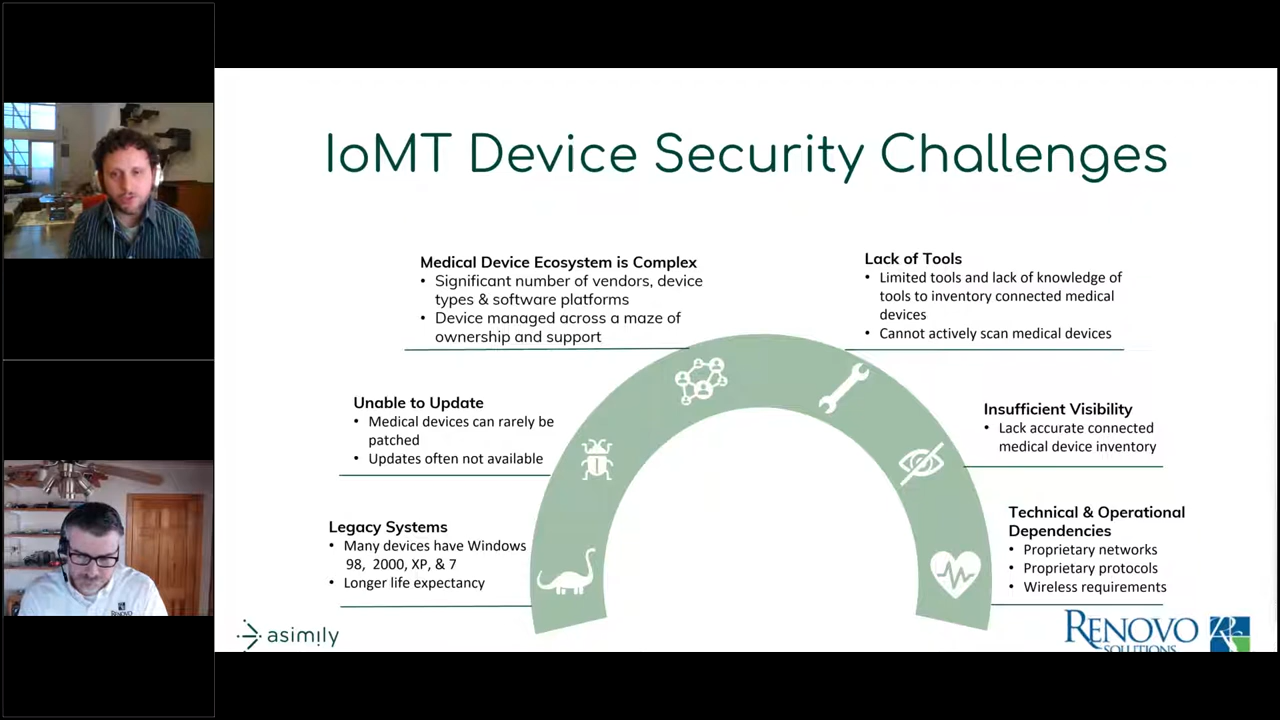 IoMT Device Security Challenges
Medical Device Ecosystem is Complex
• Significant number of vendors, device
types & software platforms
• Device managed across a maze of
ownership and support
Lack of Tools
• Limited tools and lack of knowledge of
tools to inventory connected medical
devices
• Cannot actively scan medical devices
Unable to Update
• Medical devices can rarely be
patched
• Updates often not available
Insufficient Visibility
• Lack accurate connected
medical device inventory
Legacy Systems
• Many devices have Windows
98, 2000, XP, & 7
• Longer life expectancy
Technical & Operational
Dependencies
• Proprietary networks
• Proprietary protocols
• Wireless requirements
asimily
RENOVO
SOLUTIONS
RENOVO